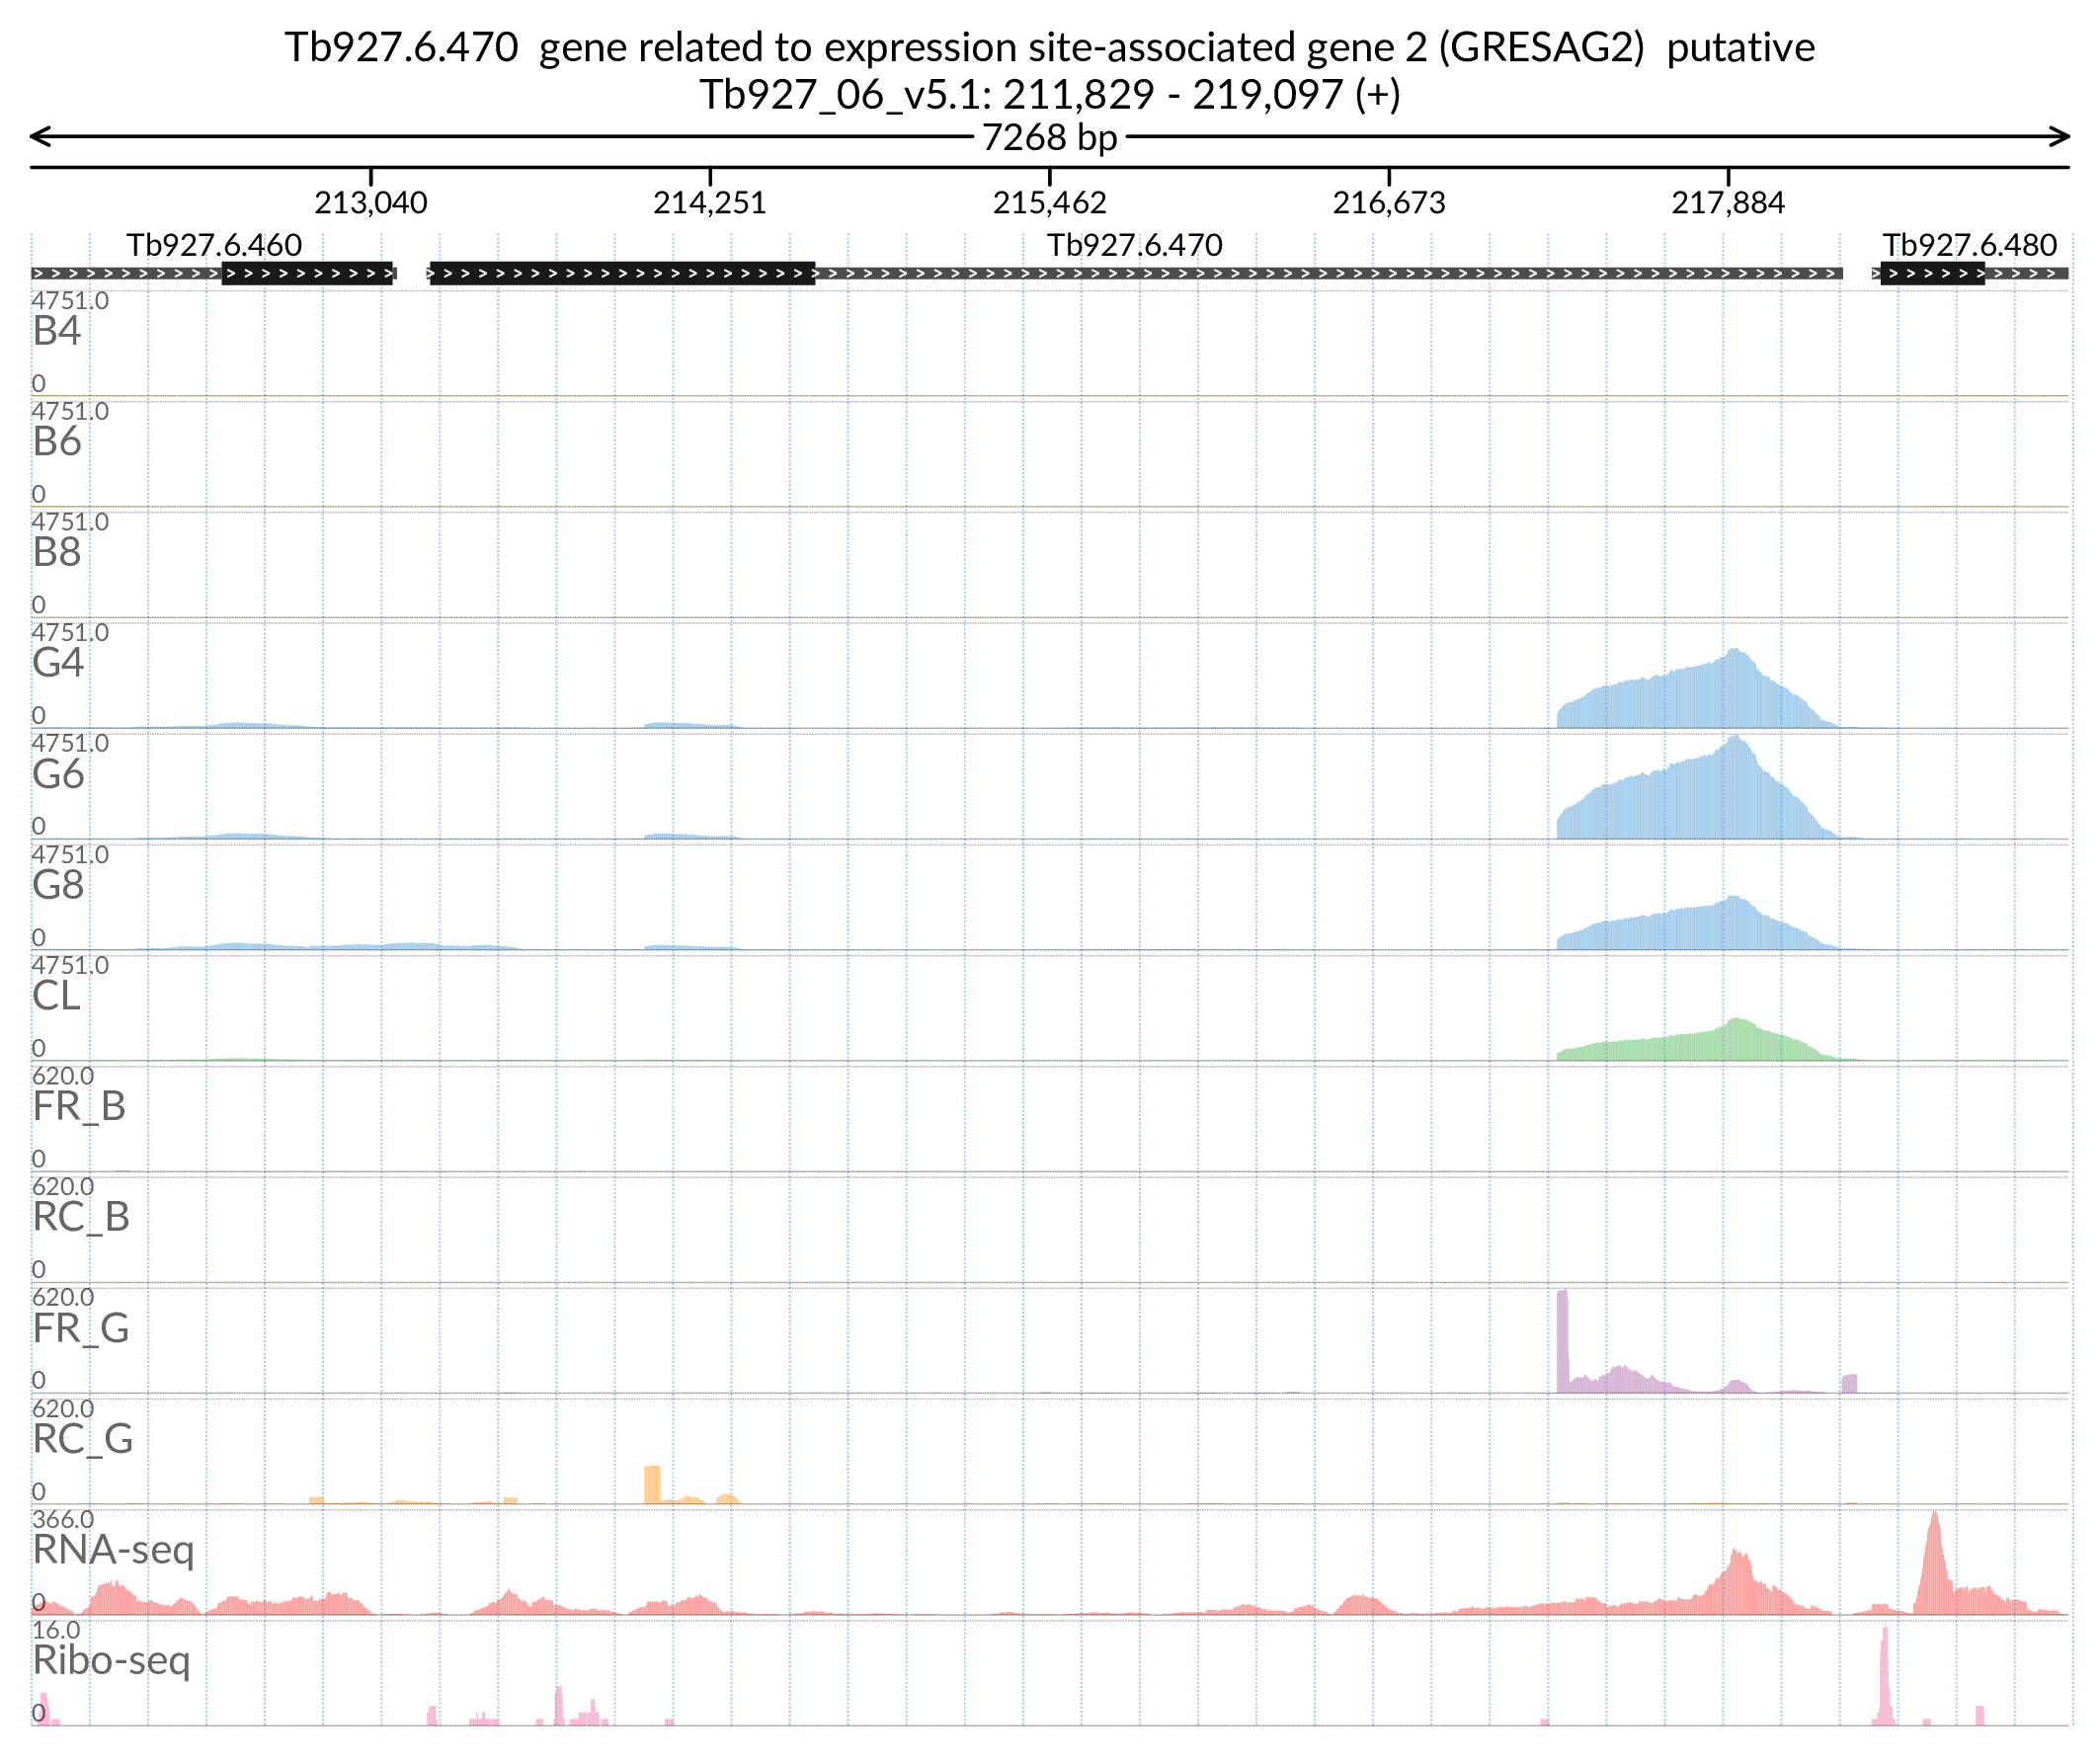 Tb927.6.470 gene related to expression site-associated gene 2 (GRESAG2) putative
Tb927_06_v5.1: 211,829 - 219,097 (+)
7268 bp
213,040 214,251 215,462 216,673 217,884
Tb927.6.460 Tb927.6.470 Tb927.6.480
4751.0
B4
0
4751.0
B6
0
4751.0
B8
0
4751.0
G4
0
4751.0
G6
0
4751.0
G8
0
4751.0
CL
0
620.0
FR_B
0
620.0
RC_B
0
620.0
FR_G
0
620.0
RC_G
0
366.0
RNA-seq
0
16.0
Ribo-seq
0